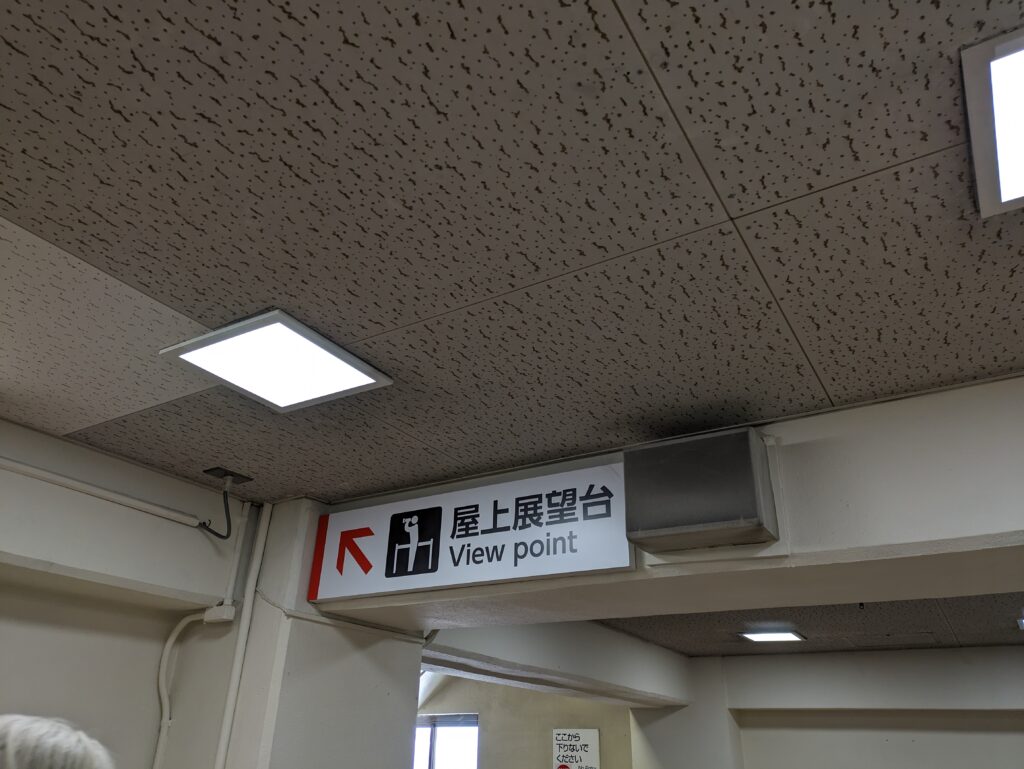 屋上展望台
View point
ここから
下りないで
ください